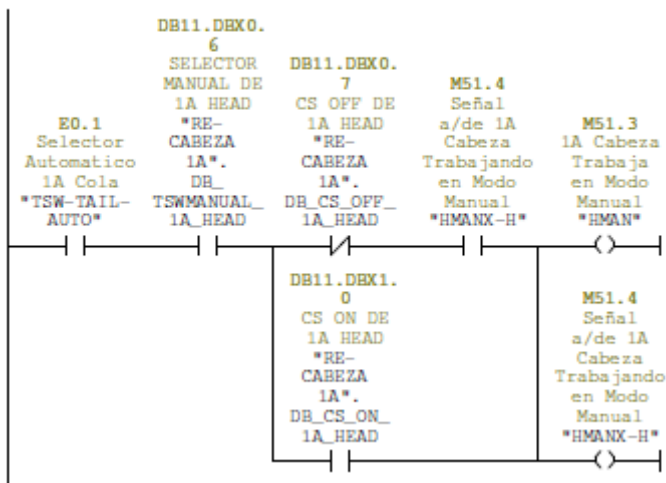 DB11.DBX0.
6
SELECTOR
MANUAL DE
1A HEAD
"RE-
CABEZA
1A".
DB_
TSWMANUAL_
1A_HEAD
DB11.DBX0.
7
CS OFF DE
1A HEAD
"RE-
CABEZA
1A".
DB_CS_OFF_
1A_HEAD
E0.1
Selector
Automatico
1A Cola
"TSW-TAIL-
AUTO"
M51.4
Señal
a/de 1A
Cabeza
Trabajando
en Modo
Manual
"HMANX-H"
M51.3
1A Cabeza
Trabaja
en Modo
Manual
"HMAN"
DB11.DBX1.
0
CS ON DE
1A HEAD
"RE-
CABEZA
1A".
DB_CS_ON_
1A_HEAD
M51.4
Señal
a/de 1A
Cabeza
Trabajando
en Modo
Manual
"HMANX-H"